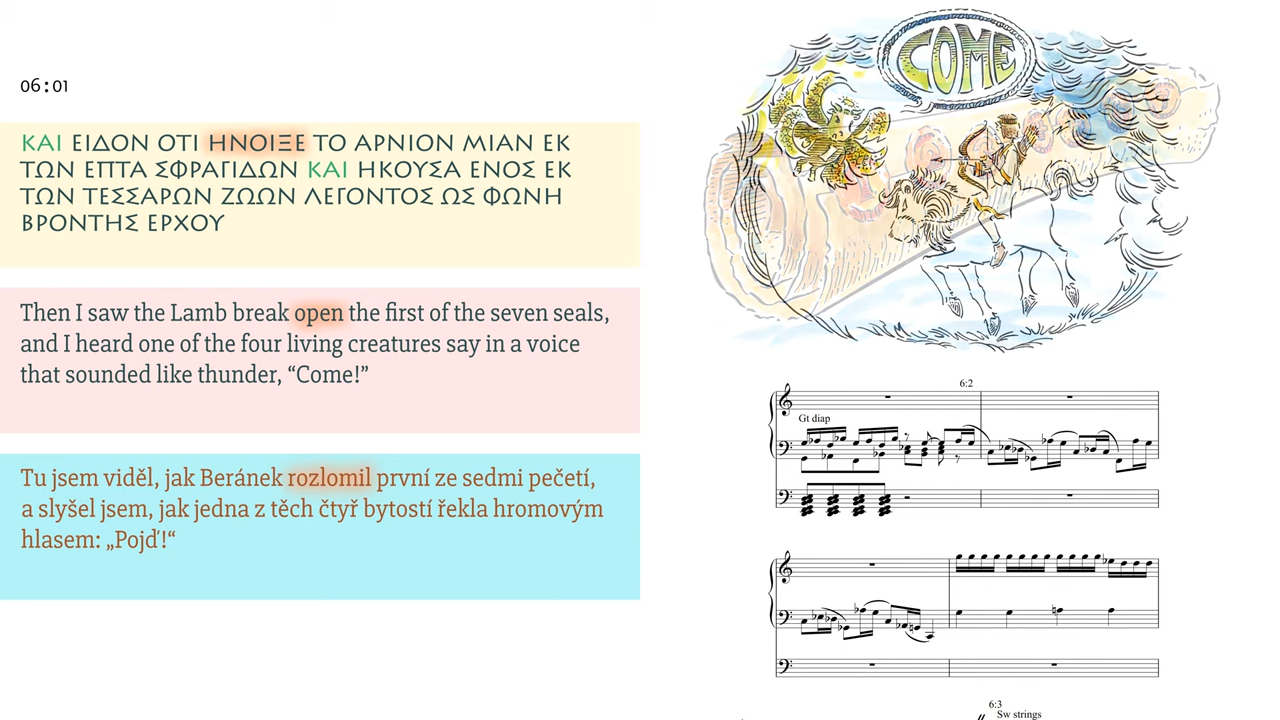 06:01
ΚΑΙ ΕΙΔΟΝ ΟΤΙ ΗΝΟΙΞΕ ΤΟ ΑΡΝΙΟΝ ΜΙΑΝ ΕΚ
ΤΩΝ ΕΠΤΑ ΣΦΡΑΓΙΔΩΝ ΚΑΙ ΗΚΟΥΣΑ ΕΝΟΣ ΕΚ
ΤΩΝ ΤΕΣΣΑΡΩΝ ΖΩΩΝ ΛΕΓΟΝΤΟΣ ΩΣ ΦΩΝΗ
ΒΡΟΝΤΗΣ ΕΡΧΟΥ
Then I saw the Lamb break open the first of the seven seals,
and I heard one of the four living creatures say in a voice
that sounded like thunder, “Come!”
Tu jsem viděl, jak Beránek rozlomil první ze sedmi pečetí,
a slyšel jsem, jak jedna z těch čtyř bytostí řekla hromovým
hlasem: „Pojď!“
COME
6:2
Gt diap
6:3
Sw strings